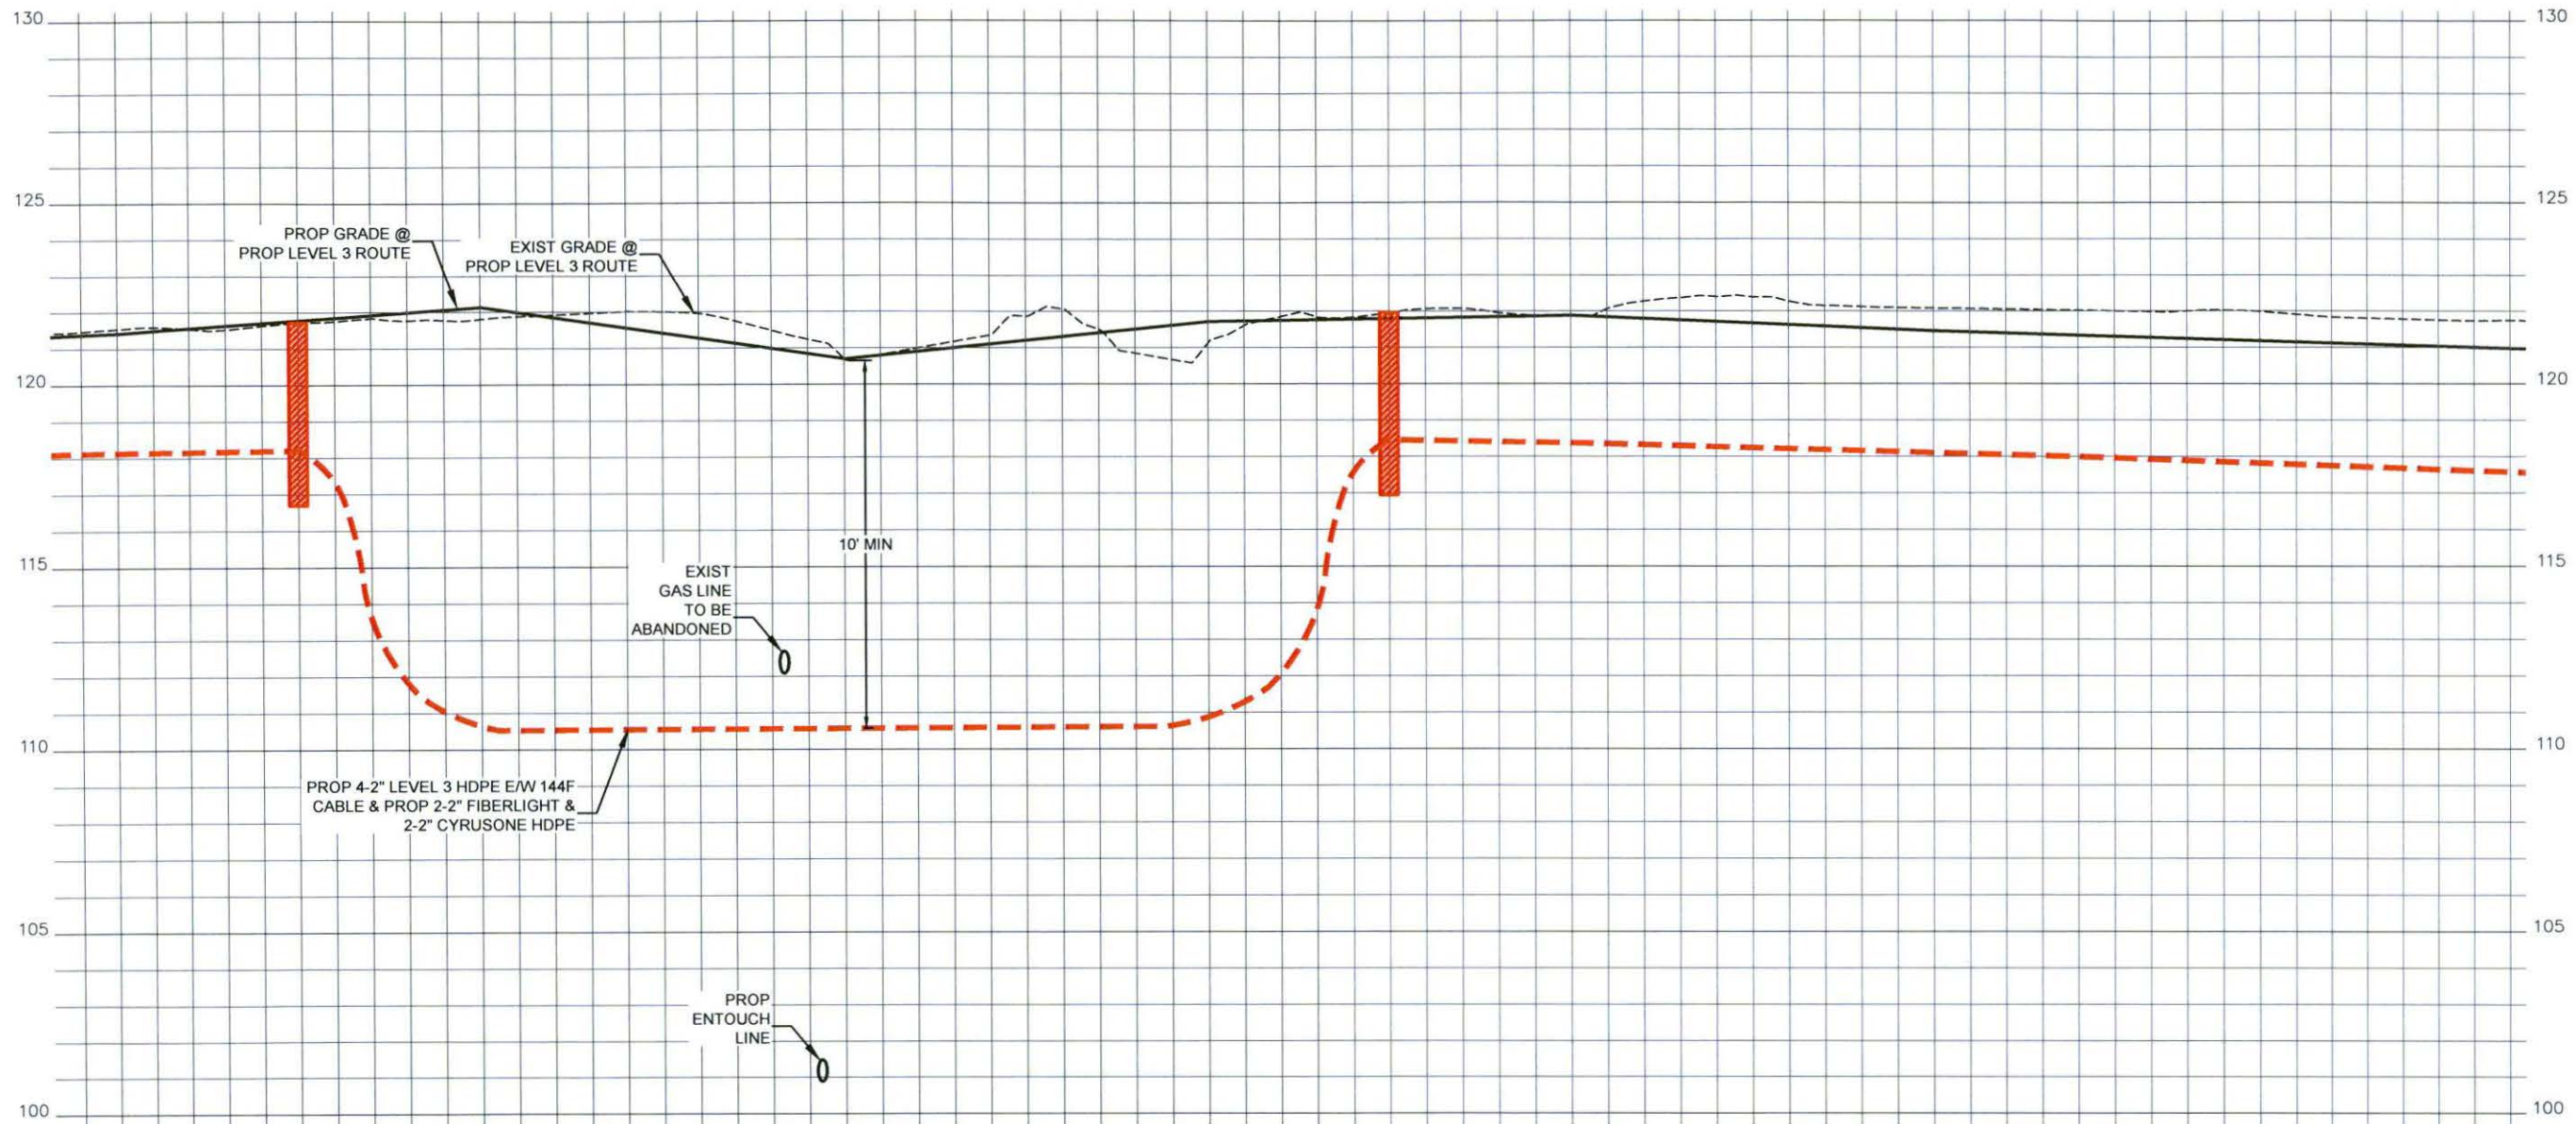 130
130
125
125
PROP GRADE @
PROP LEVEL 3 ROUTE
EXIST GRADE @
PROP LEVEL 3 ROUTE
120
120
115
115
10' MIN
EXIST
GAS LINE
TO BE
ABANDONED
110
110
PROP 4-2" LEVEL 3 HDPE E/W 144F
CABLE & PROP 2-2" FIBERLIGHT &
2-2" CYRUSONE HDPE
105
105
PROP
ENTOUCH
LINE
100
100